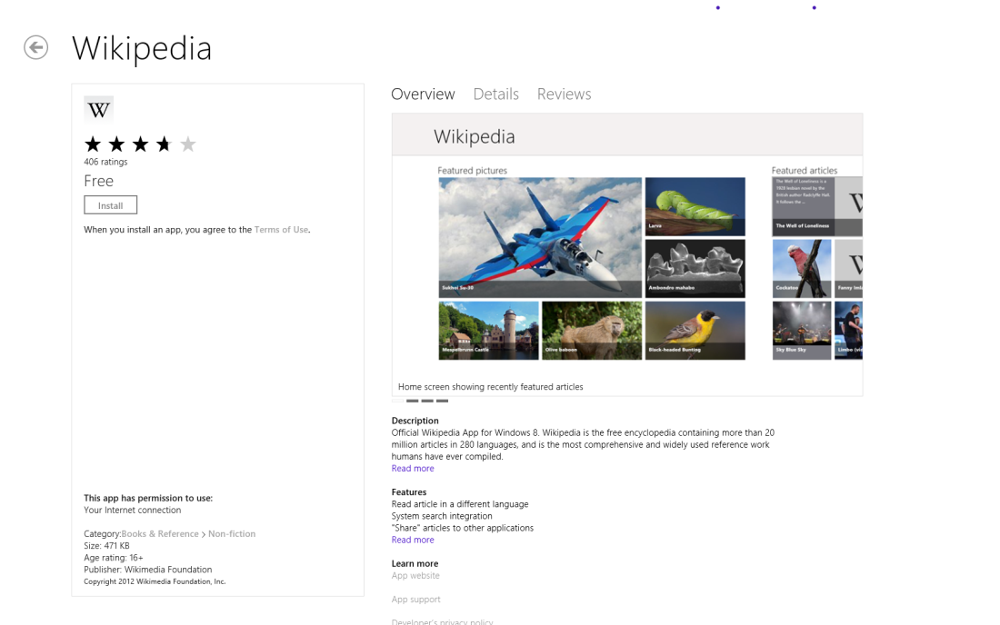 Wikipedia
W
406 ratings
Free
Install
When you install an app, you agree to the Terms of Use.
This app has permission to use:
Your Internet connection
Category:Books & Reference > Non-fiction
Size: 471 KB
Age rating: 16+
Publisher: Wikimedia Foundation
Copyright 2012 Wikimedia Foundation, Inc.
Overview Details Reviews
Wikipedia
Featured pictures
Sukhoi Su-30
Larva
Ambondro mahabo
Mespelbrunn Castle
Olive baboon
Black-headed Bunting
Featured articles
The Well of Loneliness is a
1928 lesbian novel by the
British author Radclyffe Hall.
It follows the ...
The Well of Loneliness
Cockatoo
Fanny
Sky Blue Sky
Limbo
Home screen showing recently featured articles
Description
Official Wikipedia App for Windows 8. Wikipedia is the free encyclopedia containing more than 20
million articles in 280 languages, and is the most comprehensive and widely used reference work
humans have ever compiled.
Read more
Features
Read article in a different language
System search integration
"Share" articles to other applications
Read more
Learn more
App website
App support
Developer's privacy policy